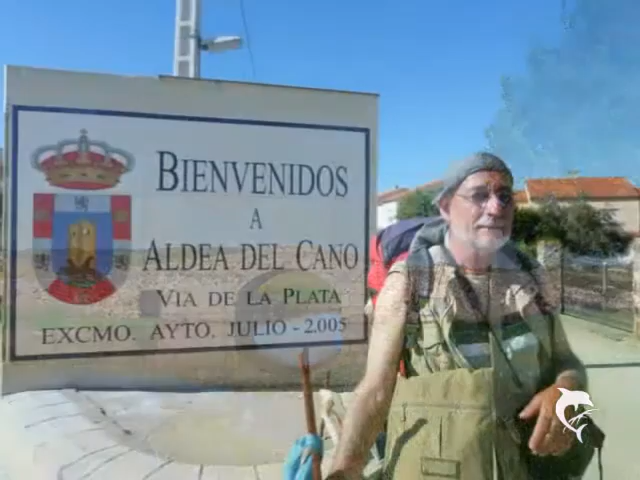 BIENVENIDOS
A
ALDEA DEL CANO
VIA DE LA PLATA
EXCMO. AYTO. JULIO - 2.005